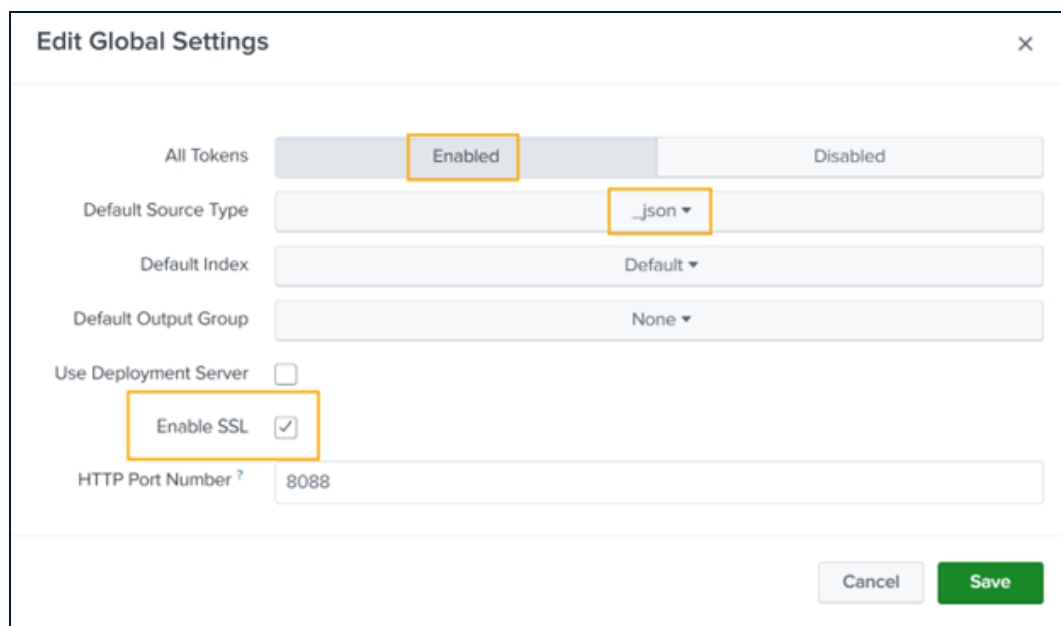 Edit Global Settings
All Tokens Enabled Disabled
Default Source Type _json
Default Index Default
Default Output Group None
Use Deployment Server
Enable SSL
HTTP Port Number ? 8088
Cancel Save